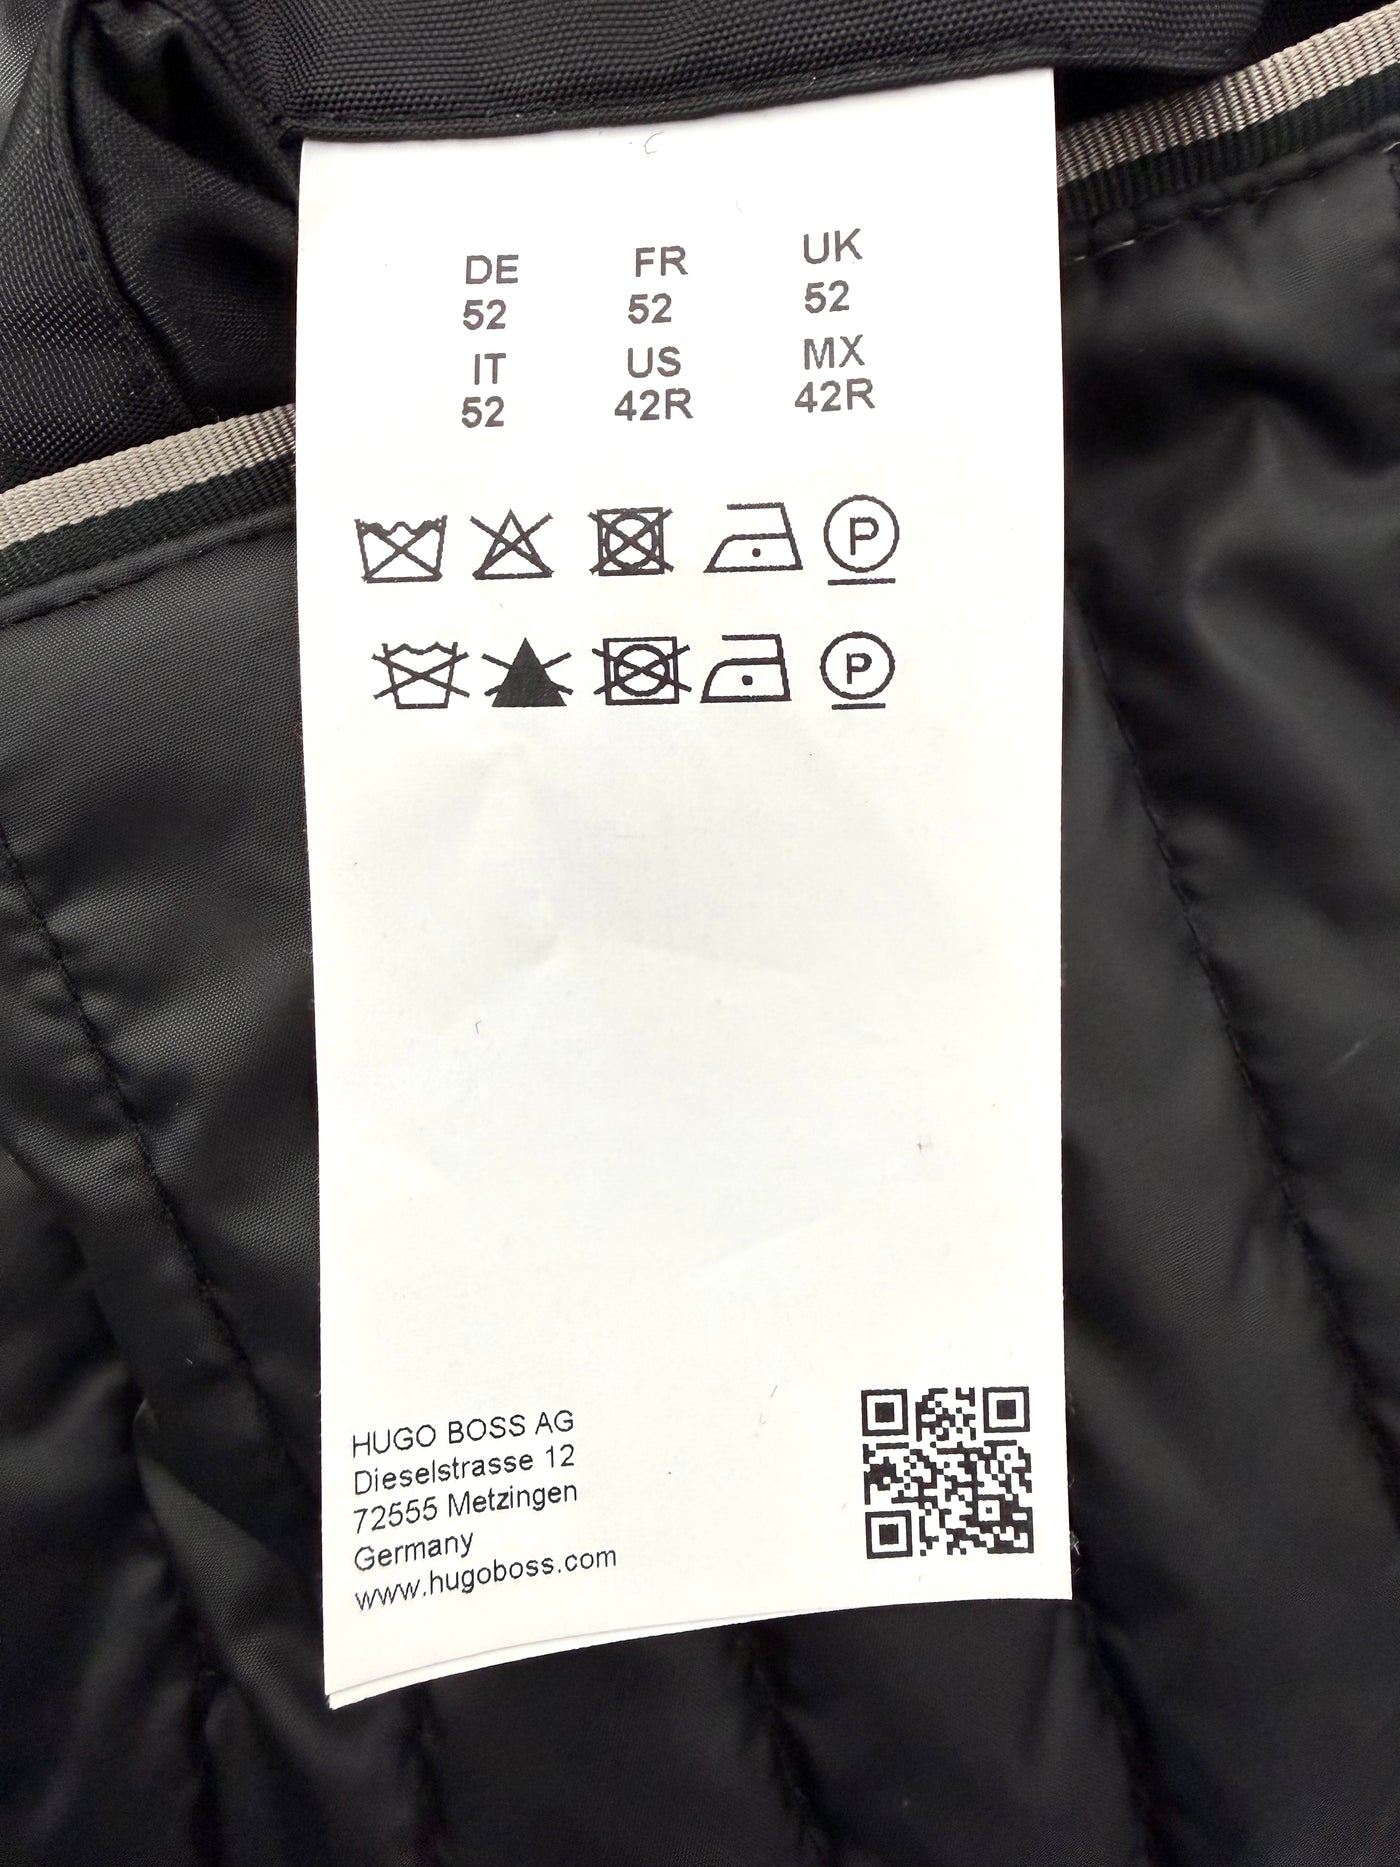 DE FR UK
52 52 52
IT US MX
52 42R 42R
P
P
HUGO BOSS AG
Dieselstrasse 12
72555 Metzingen
Germany
www.hugoboss.com